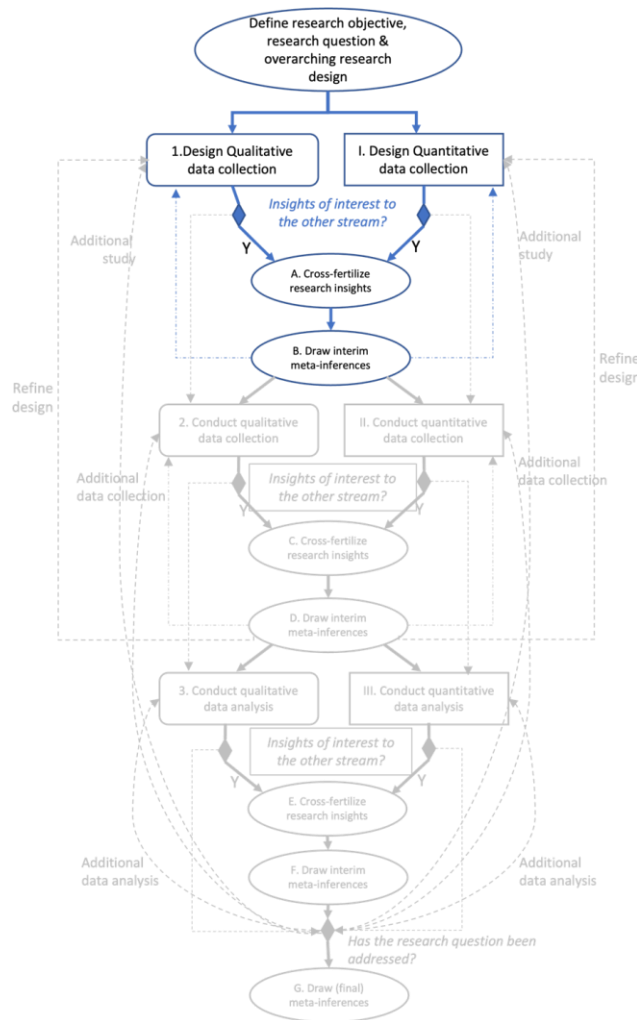 Define research objective,
research question &
overarching research
design
1.Design Qualitative
data collection
I. Design Quantitative
data collection
Insights of interest to
the other stream?
Additional
study
Additional
study
Y
Y
A. Cross-fertilize
research insights
B. Draw interim
meta-inferences
Refine
design
Refine
design
2. Conduct qualitative
data collection
II. Conduct quantitative
data collection
Additional
data collection
Additional
data collection
Insights of interest to
the other stream?
Y
Y
C. Cross-fertilize
research insights
D. Draw interim
meta-inferences
3. Conduct qualitative
data analysis
III. Conduct quantitative
data analysis
Insights of interest to
the other stream?
Y
Y
E. Cross-fertilize
research insights
Additional
data analysis
Additional
data analysis
F. Draw interim
meta-inferences
Has the research question been
addressed?
G. Draw (final)
meta-inferences